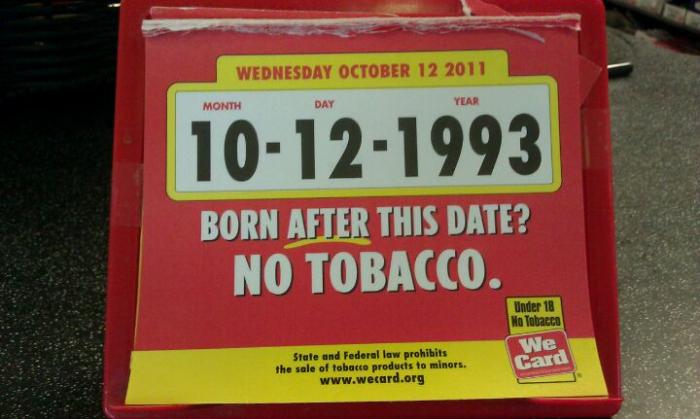 WEDNESDAY OCTOBER 12 2011
MONTH DAY YEAR
10-12-1993
BORN AFTER THIS DATE?
NO TOBACCO.
Under 18
No Tobacco
We
Card
State and Federal law prohibits
the sale of tobacco products to minors.
www.wecard.org